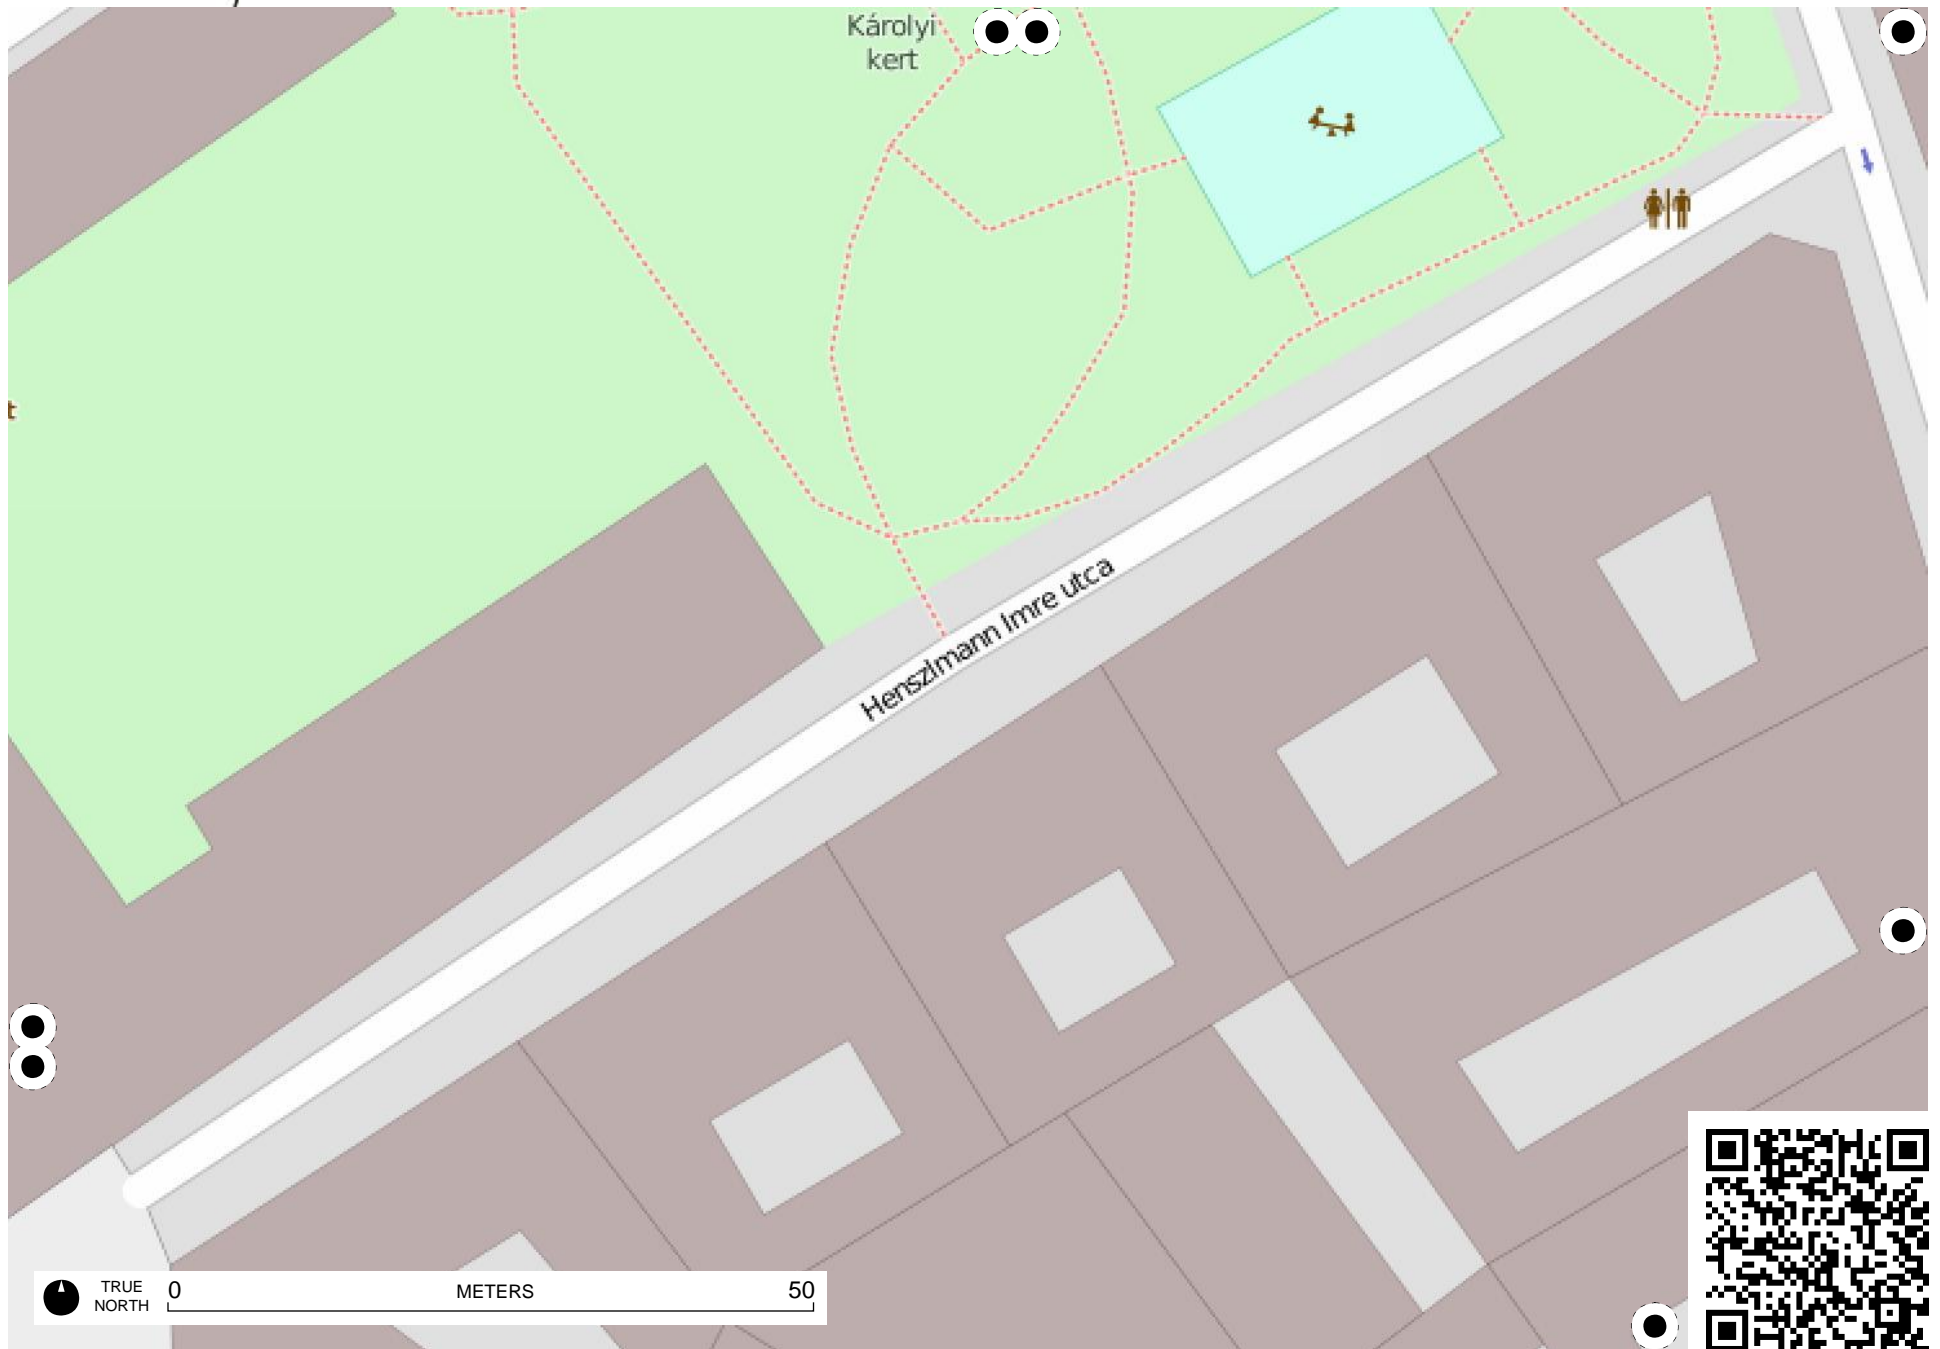 Károlyi
kert
t
Henszlmann Imre utca
TRUE
NORTH
0 METERS 50